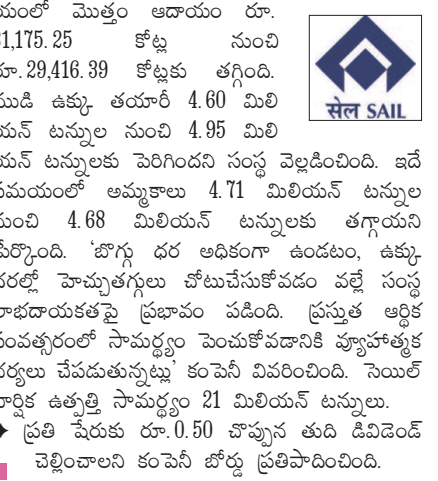 యంలో మొత్తం ఆదాయం రూ.
31,175.25 కోట్ల నుంచి
రూ.29,416.39 కోట్లకు తగ్గింది.
ముడి ఉక్కు తయారీ 4.60 మిలి
యన్ టన్నుల నుంచి 4.95 మిలి
యన్ టన్నులకు పెరిగిందని సంస్థ వెల్లడించింది. ఇదే
సమయంలో అమ్మకాలు 4.71 మిలియన్ టన్నుల
నుంచి 4.68 మిలియన్ టన్నులకు తగ్గాయని
పేర్కొంది. ‘బొగ్గు ధర అధికంగా ఉండటం, ఉక్కు
ధరల్లో హెచ్చుతగ్గులు చోటుచేసుకోవడం వల్లే సంస్థ
లాభదాయకతపై ప్రభావం పడింది. ప్రస్తుత ఆర్థిక
సంవత్సరంలో సామర్థ్యం పెంచుకోవడానికి వ్యూహాత్మక
చర్యలు చేపడుతున్నట్లు’ కంపెనీ వివరించింది. సెయిల్
వార్షిక ఉత్పత్తి సామర్థ్యం 21 మిలియన్ టన్నులు.
✦ ప్రతి షేరుకు రూ.0.50 చొప్పున తుది డివిడెండ్
చెల్లించాలని కంపెనీ బోర్డు ప్రతిపాదించింది.
सेल SAIL